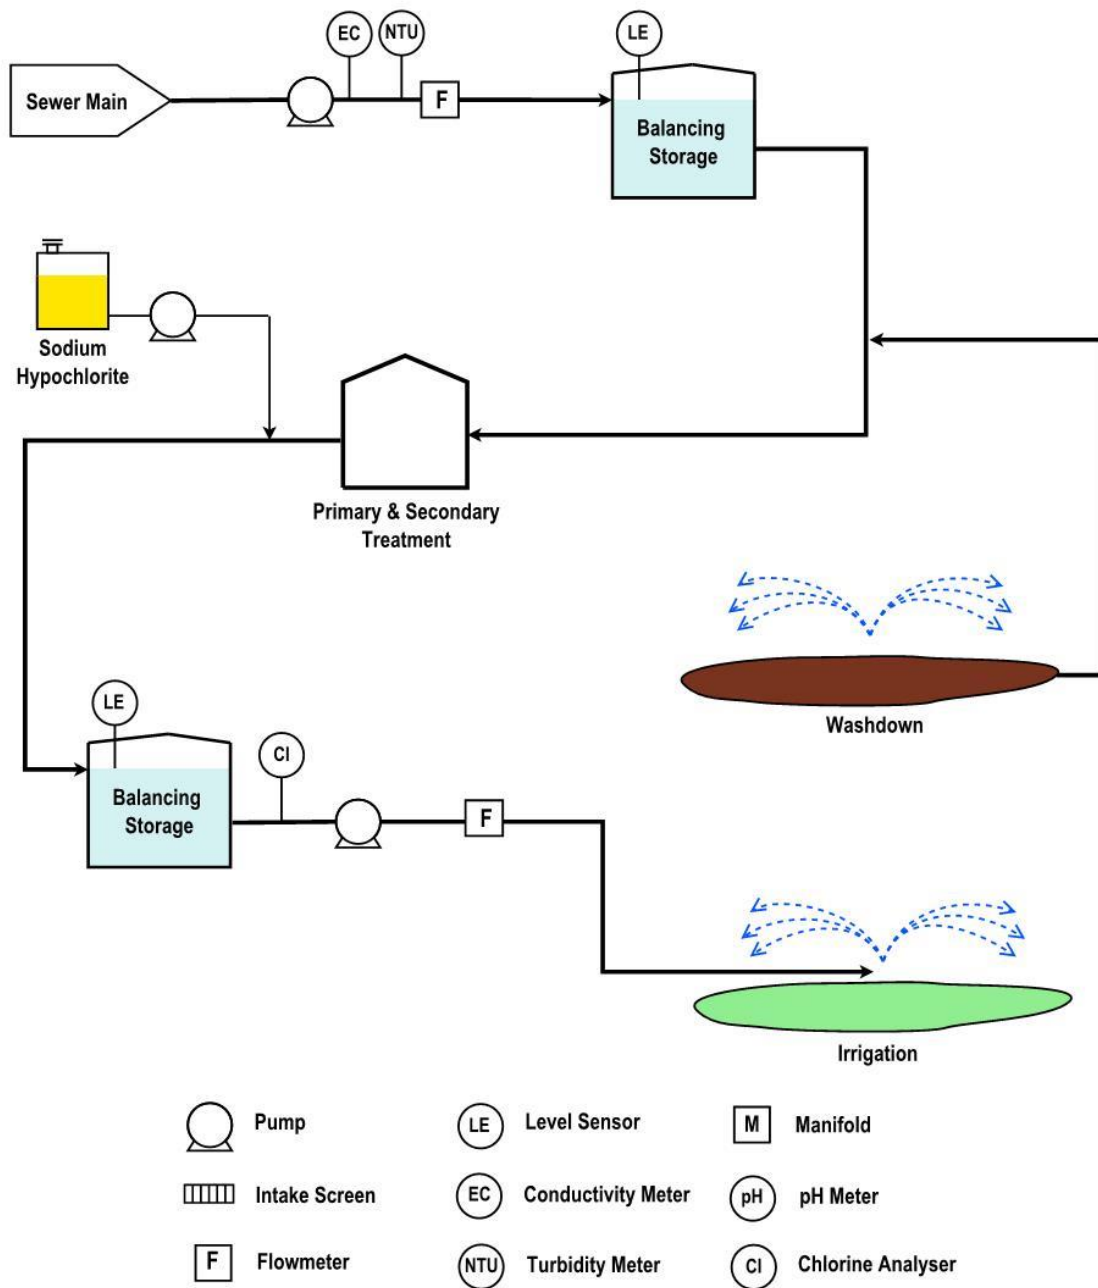 EC
NTU
LE
Sewer Main
F
Balancing
Storage
Sodium
Hypochlorite
Primary & Secondary
Treatment
Washdown
LE
Cl
Balancing
Storage
F
Irrigation
Pump
LE
Level Sensor
M
Manifold
Intake Screen
EC
Conductivity Meter
pH
pH Meter
F
Flowmeter
NTU
Turbidity Meter
Cl
Chlorine Analyser